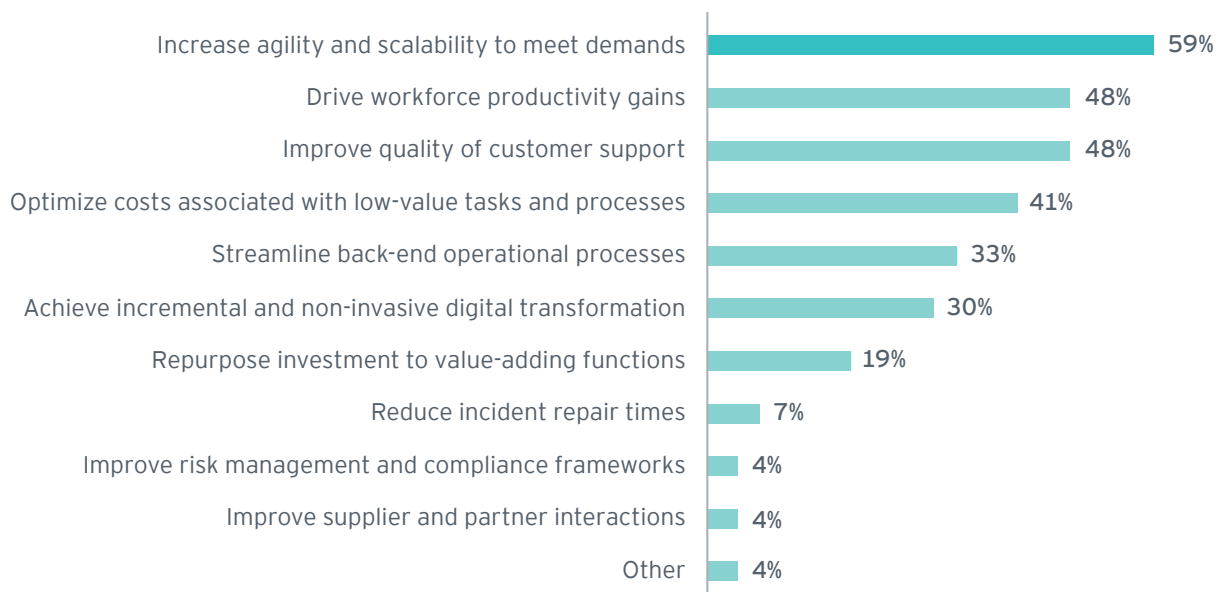 Increase agility and scalability to meet demands 59%
Drive workforce productivity gains 48%
Improve quality of customer support 48%
Optimize costs associated with low-value tasks and processes 41%
Streamline back-end operational processes 33%
Achieve incremental and non-invasive digital transformation 30%
Repurpose investment to value-adding functions 19%
Reduce incident repair times 7%
Improve risk management and compliance frameworks 4%
Improve supplier and partner interactions 4%
Other 4%